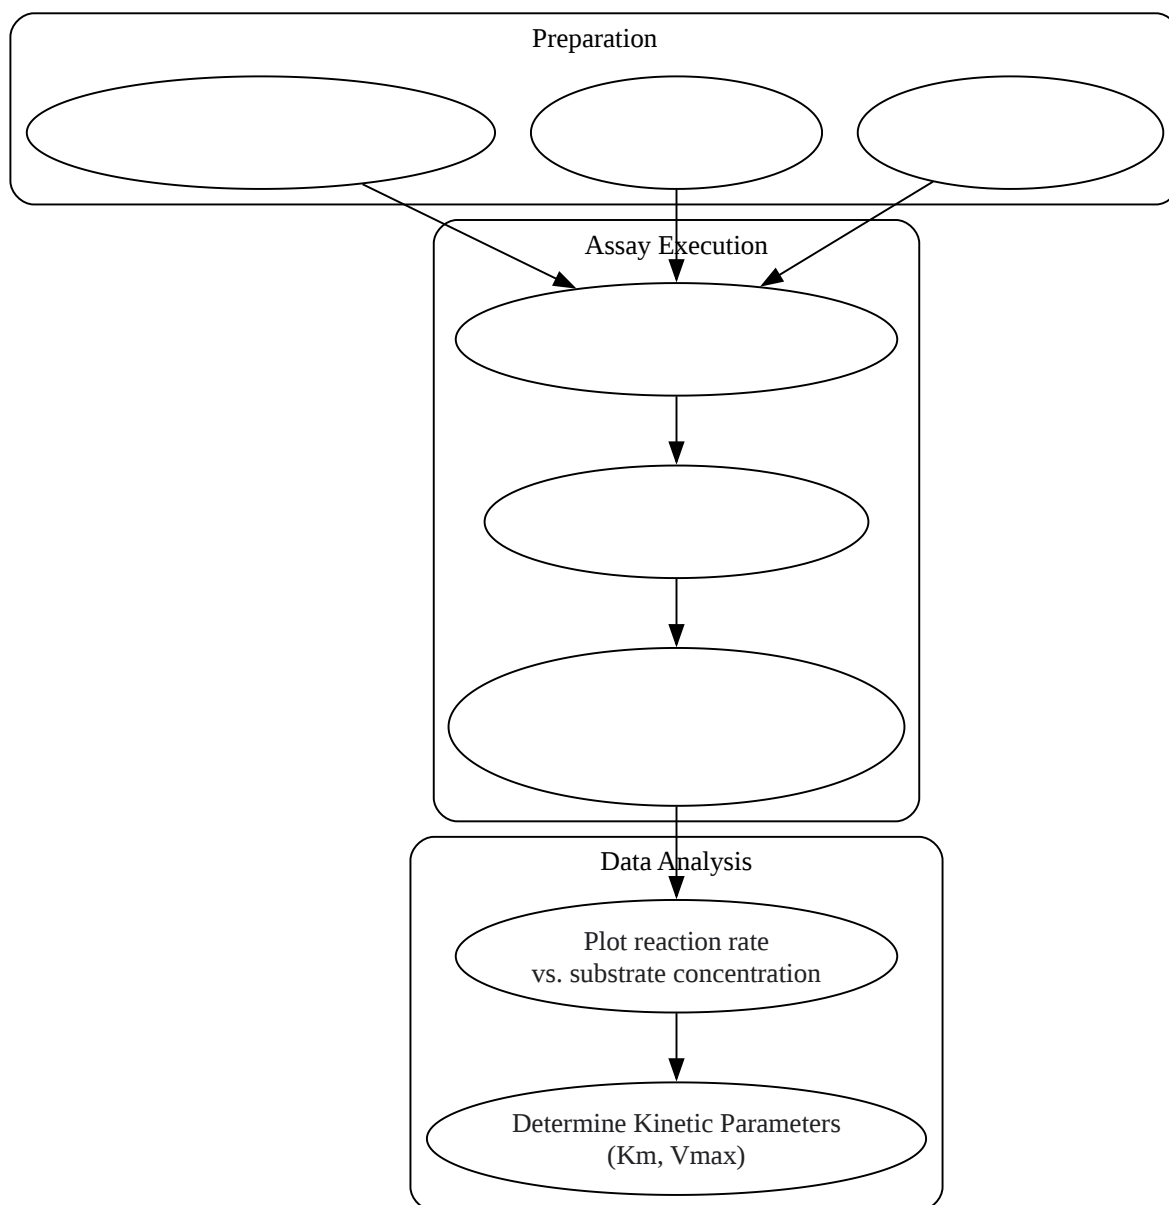 Preparation
Assay Execution
Data Analysis
Plot reaction rate
vs. substrate concentration
Determine Kinetic Parameters
(Km, Vmax)